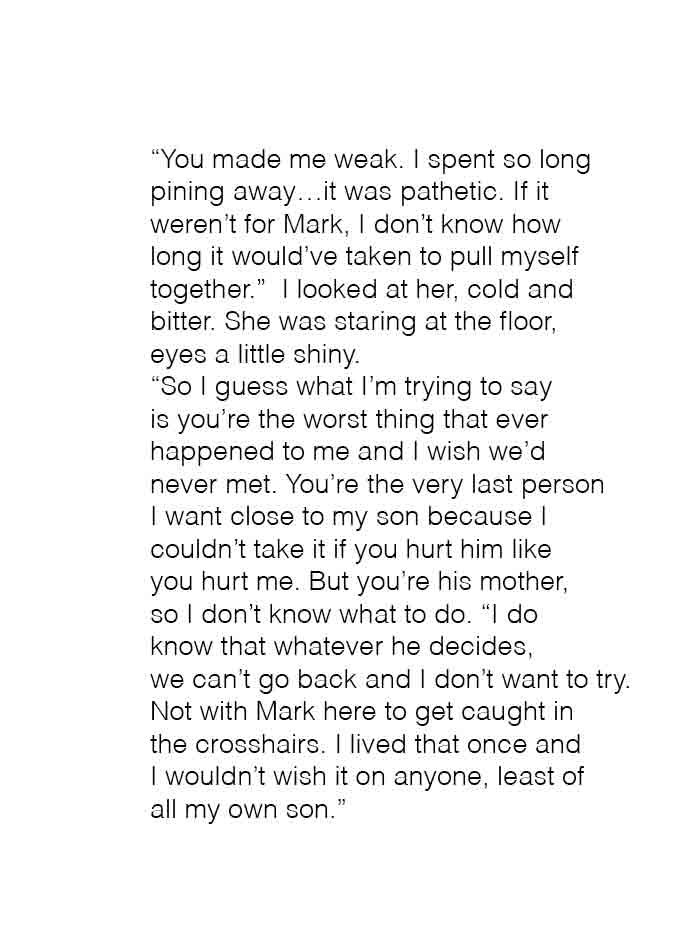 “You made me weak. I spent so long
pining away…it was pathetic. If it
weren’t for Mark, I don’t know how
long it would’ve taken to pull myself
together.”  I looked at her, cold and
bitter. She was staring at the floor,
eyes a little shiny.
“So I guess what I’m trying to say
is you’re the worst thing that ever
happened to me and I wish we’d
never met. You’re the very last person
I want close to my son because I
couldn’t take it if you hurt him like
you hurt me. But you’re his mother,
so I don’t know what to do. “I do
know that whatever he decides,
we can’t go back and I don’t want to try.
Not with Mark here to get caught in
the crosshairs. I lived that once and
I wouldn’t wish it on anyone, least of
all my own son.”